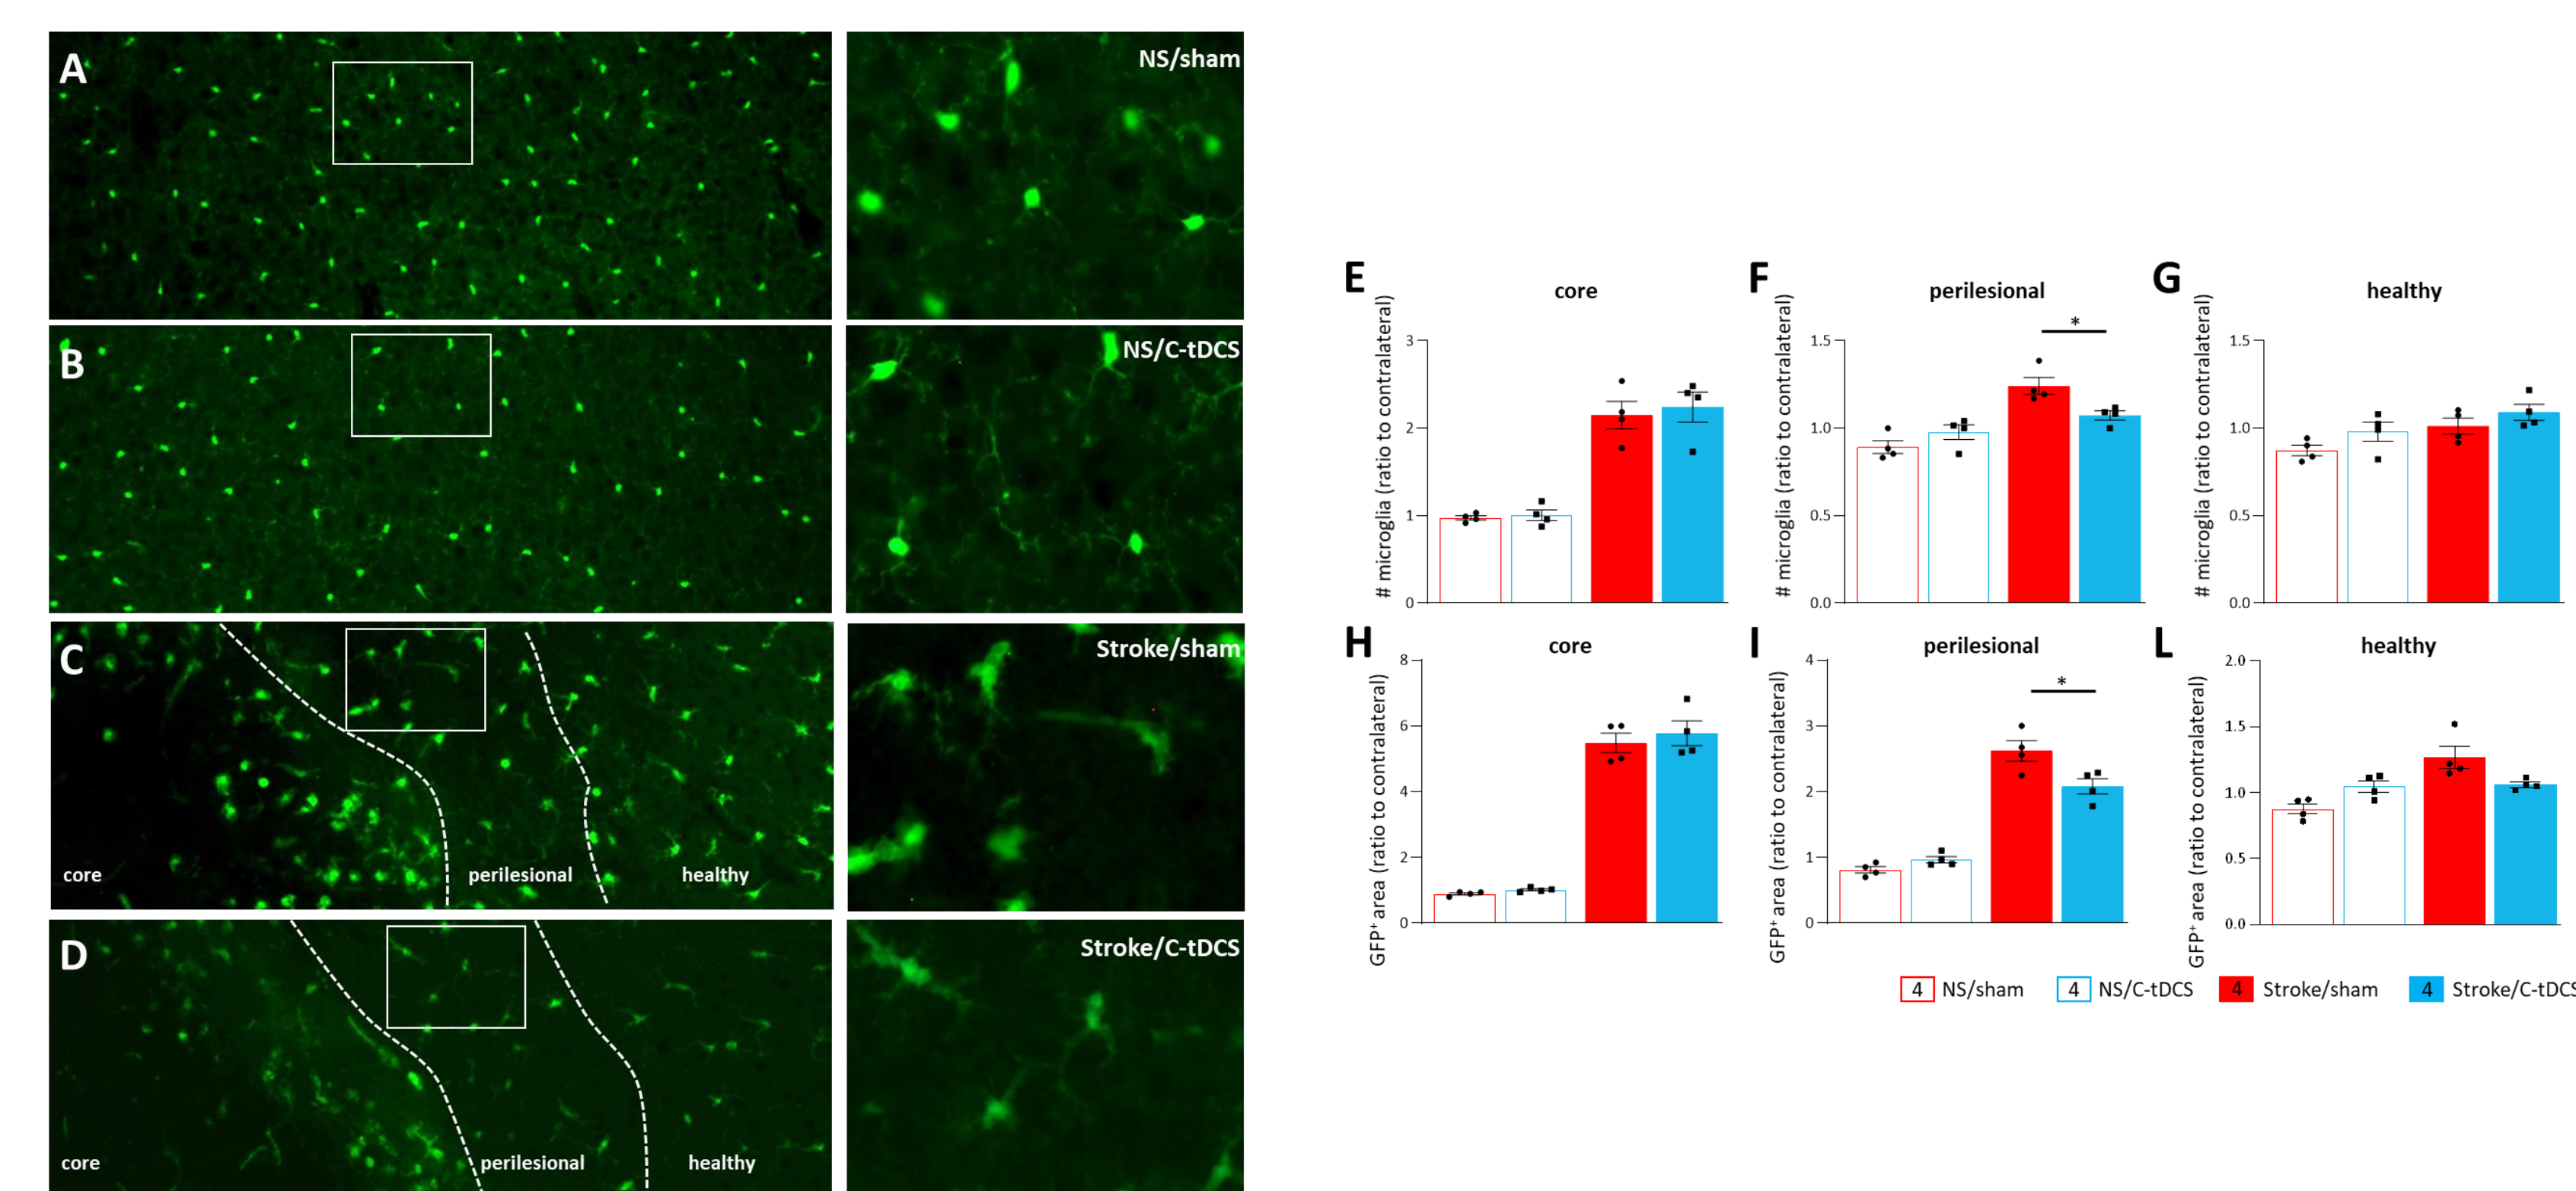 A
NS/sham
B
NS/C-tDCS
C
Stroke/sham
core
perilesional
healthy
D
Stroke/C-tDCS
core
perilesional
healthy
E
core
# microglia (ratio to contralateral)
3
2
1
0
F
perilesional
# microglia (ratio to contralateral)
1.5
1.0
0.5
0.0
*
G
healthy
# microglia (ratio to contralateral)
1.5
1.0
0.5
0.0
H
core
GFP⁺ area (ratio to contralateral)
8
6
4
2
0
I
perilesional
GFP⁺ area (ratio to contralateral)
4
3
2
1
0
*
L
healthy
GFP⁺ area (ratio to contralateral)
2.0
1.5
1.0
0.5
0.0
4 NS/sham 4 NS/C-tDCS 4 Stroke/sham 4 Stroke/C-tDCS